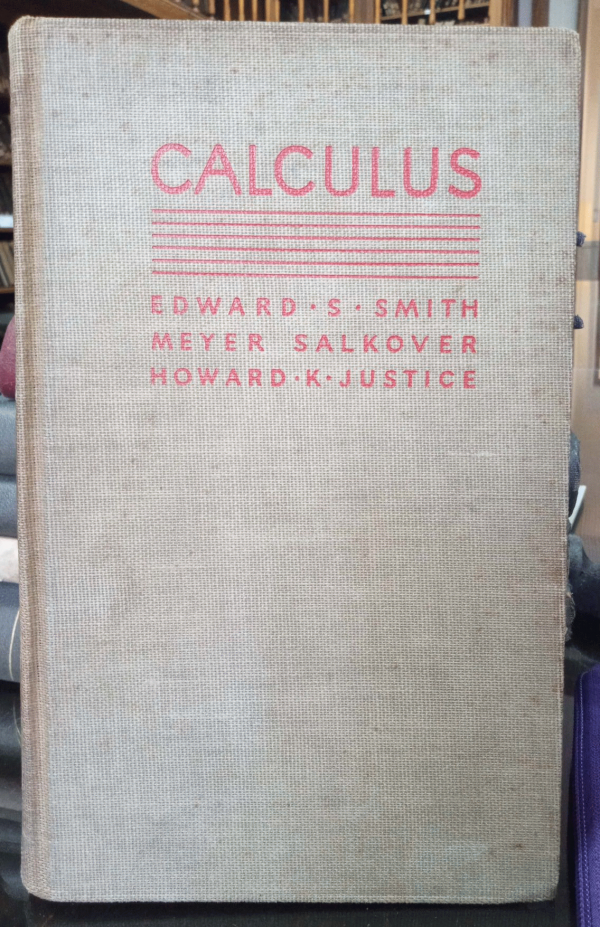 CALCULUS
EDWARD · S · SMITH
MEYER SALKOVER
HOWARD · K · JUSTICE